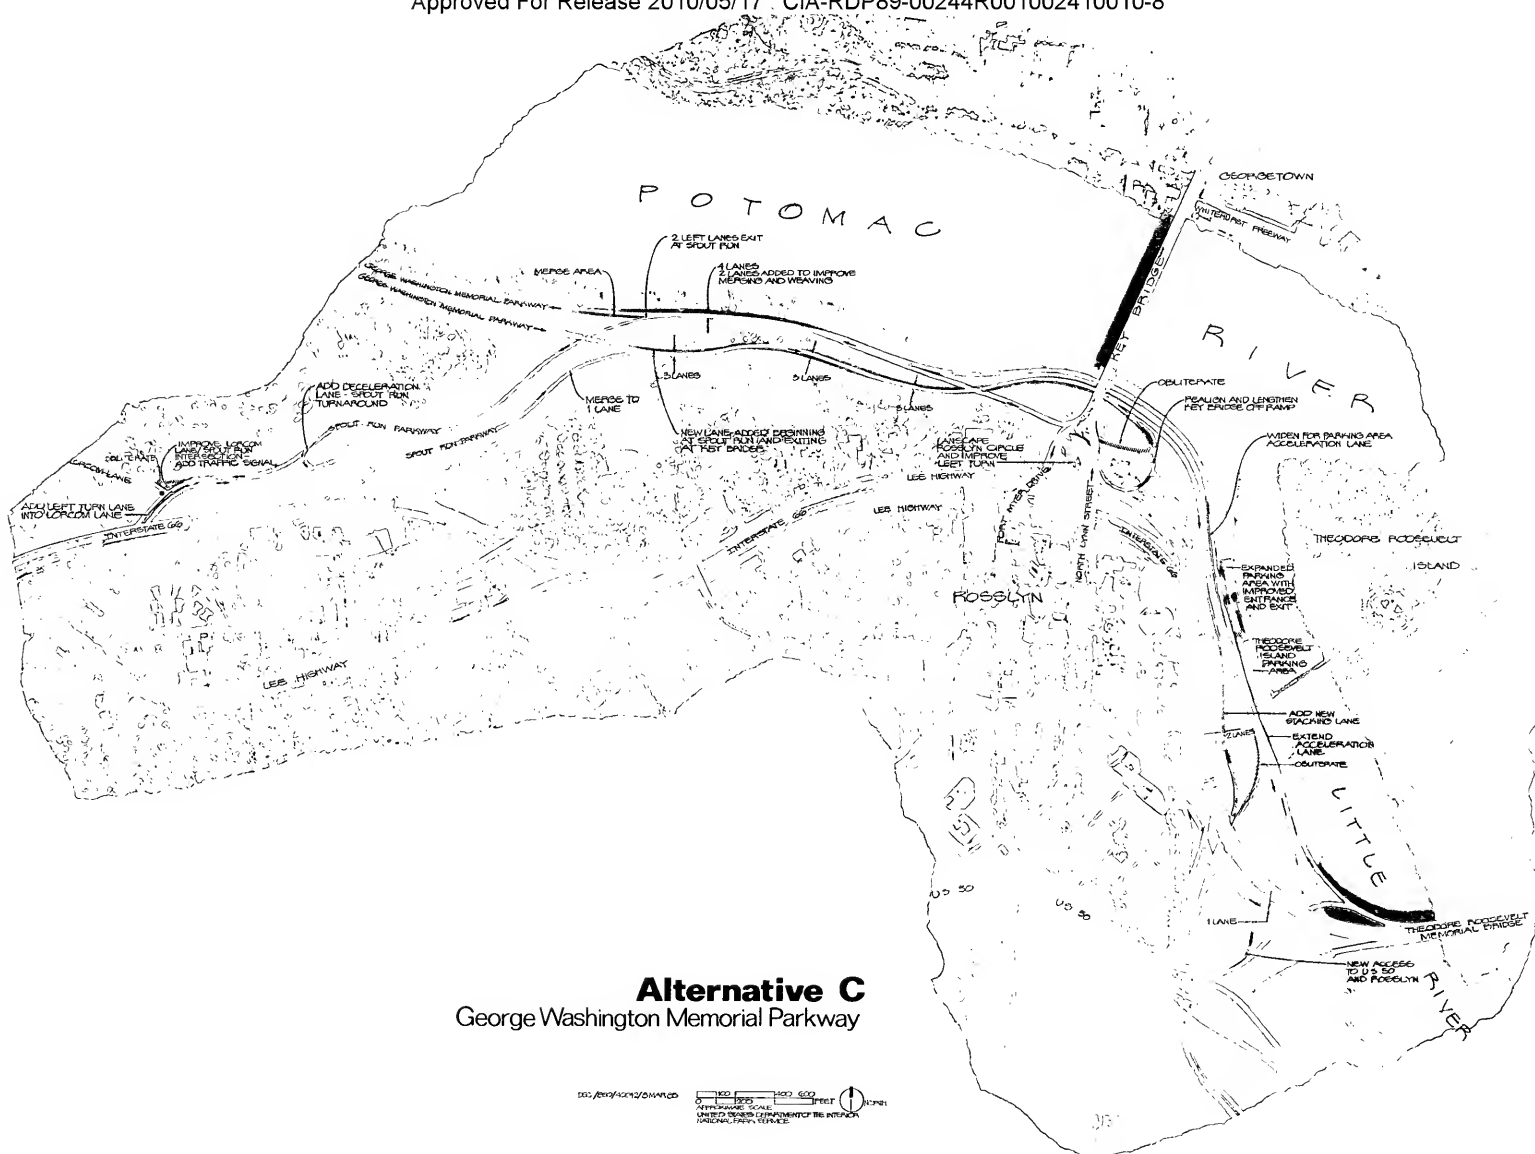 Approved For Release 2010/05/17 : CIA-RDP89-00244R001002410010-8
GEORGETOWN
WHITEHURST FREEWAY
POTOMAC
2 LEFT LANES EXIT
AT SPOUT RUN
MERGE AREA
4 LANES
2 LANES ADDED TO IMPROVE
MERGING AND WEAVING
GEORGE WASHINGTON MEMORIAL PARKWAY
GEORGE WASHINGTON MEMORIAL PARKWAY
KEY BRIDGE
RIVER
3 LANES
3 LANES
3 LANES
ADD DECELERATION
LANE - SPOUT RUN
TURNAROUND
MERGE TO
1 LANE
OBLITERATE
REALIGN AND LENGTHEN
KEY BRIDGE OFF RAMP
SPOUT RUN PARKWAY
SPOUT RUN PARKWAY
NEW LANE ADDED BEGINNING
AT SPOUT RUN AND EXITING
AT KEY BRIDGE
LANSCAPE
ROSSLYN CIRCLE
AND IMPROVE
LEFT TURN
WIDEN FOR PARKING AREA
ACCELERATION LANE
IMPROVE LORCOM
LANE/SPOUT RUN
INTERSECTION -
ADD TRAFFIC SIGNAL
OBLITERATE
LORCOM LANE
LEE HIGHWAY
LEE HIGHWAY
FORT MYER DRIVE
NORTH LYNN STREET
ADD LEFT TURN LANE
INTO LORCOM LANE
INTERSTATE 66
INTERSTATE 66
INTERSTATE 66
THEODORE ROOSEVELT
ISLAND
EXPANDED
PARKING
AREA WITH
IMPROVED
ENTRANCE
AND EXIT
ROSSLYN
THEODORE
ROOSEVELT
ISLAND
PARKING
AREA
LEE HIGHWAY
ADD NEW
STACKING LANE
2 LANES
EXTEND
ACCELERATION
LANE
OBLITERATE
LITTLE
US 50
US 50
1 LANE
THEODORE ROOSEVELT
MEMORIAL BRIDGE
NEW ACCESS
TO US 50
AND ROSSLYN
RIVER
Alternative C
George Washington Memorial Parkway
0 100 200 400 600 FEET
NORTH
APPROXIMATE SCALE
UNITED STATES DEPARTMENT OF THE INTERIOR
NATIONAL PARK SERVICE